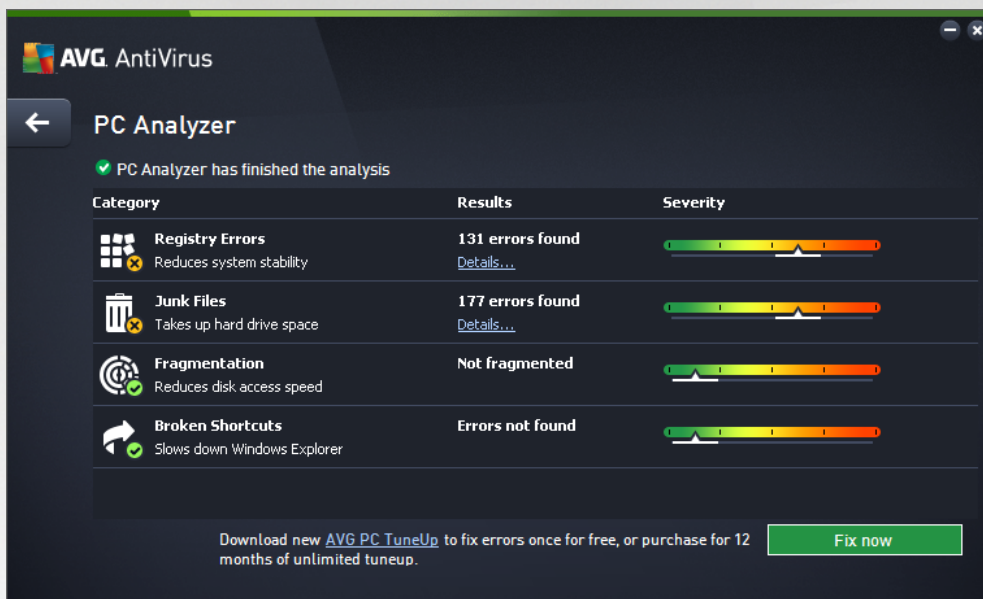 AVG AntiVirus
PC Analyzer
PC Analyzer has finished the analysis
Category Results Severity
Registry Errors 131 errors found
Reduces system stability Details...
Junk Files 177 errors found
Takes up hard drive space Details...
Fragmentation Not fragmented
Reduces disk access speed
Broken Shortcuts Errors not found
Slows down Windows Explorer
Download new AVG PC TuneUp to fix errors once for free, or purchase for 12
months of unlimited tuneup.
Fix now